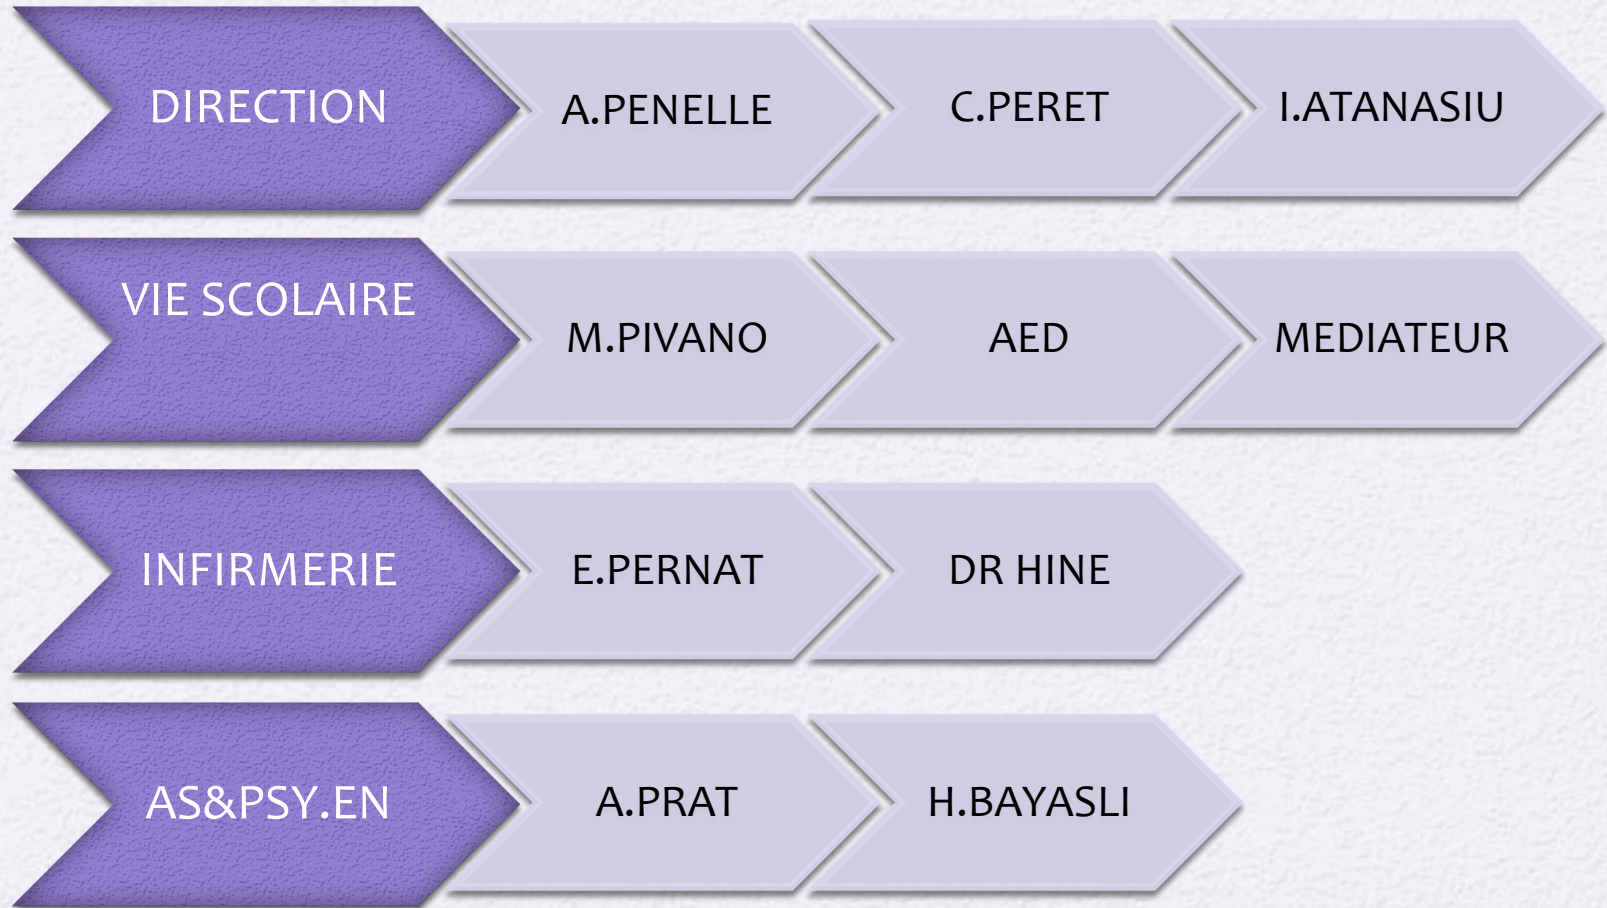 DIRECTION
A.PENELLE
C.PERET
I.ATANASIU
VIE SCOLAIRE
M.PIVANO
AED
MEDIATEUR
INFIRMERIE
E.PERNAT
DR HINE
AS&PSY.EN
A.PRAT
H.BAYASLI